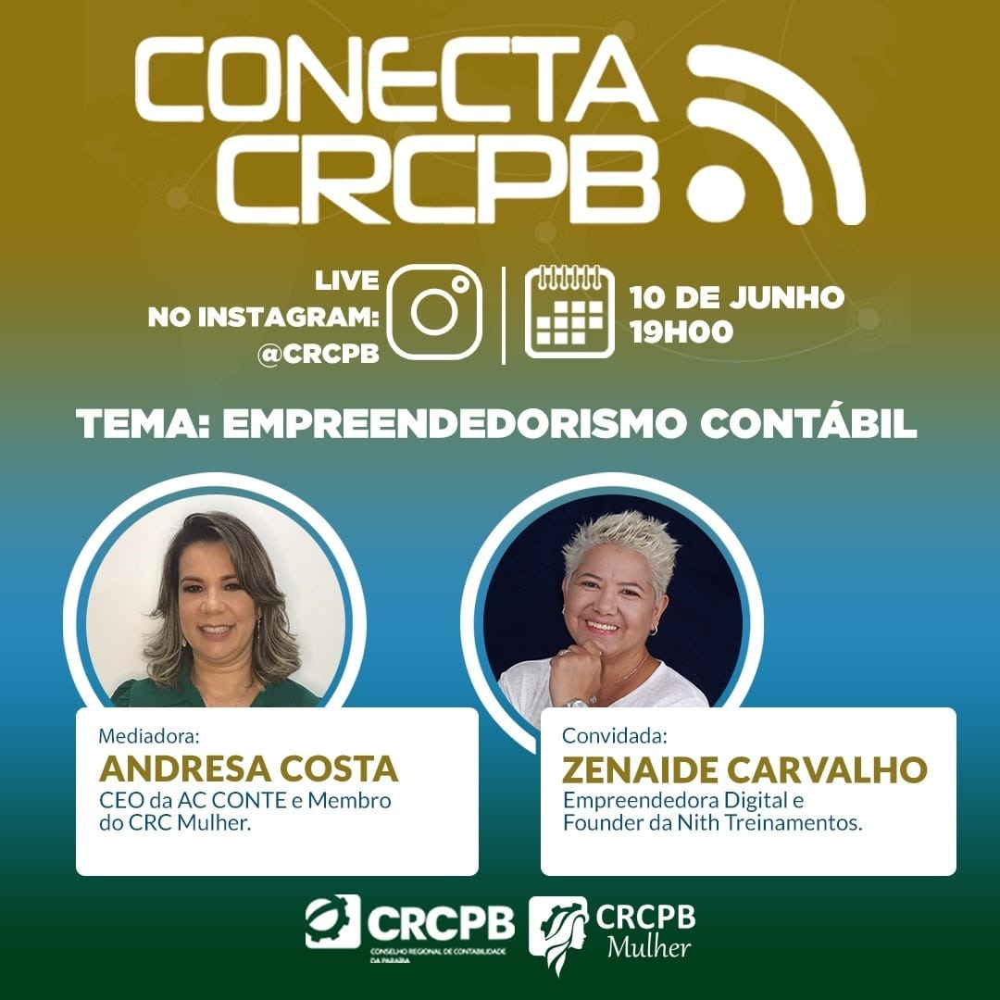 CONECTA
CRCPB
LIVE
NO INSTAGRAM:
@CRCPB
10 DE JUNHO
19H00
TEMA: EMPREENDEDORISMO CONTÁBIL
Mediadora:
ANDRESA COSTA
CEO da AC CONTE e Membro
do CRC Mulher.
Convidada:
ZENAIDE CARVALHO
Empreendedora Digital e
Founder da Nith Treinamentos.
CRCPB
CONSELHO REGIONAL DE CONTABILIDADE
DA PARAÍBA
CRCPB
Mulher